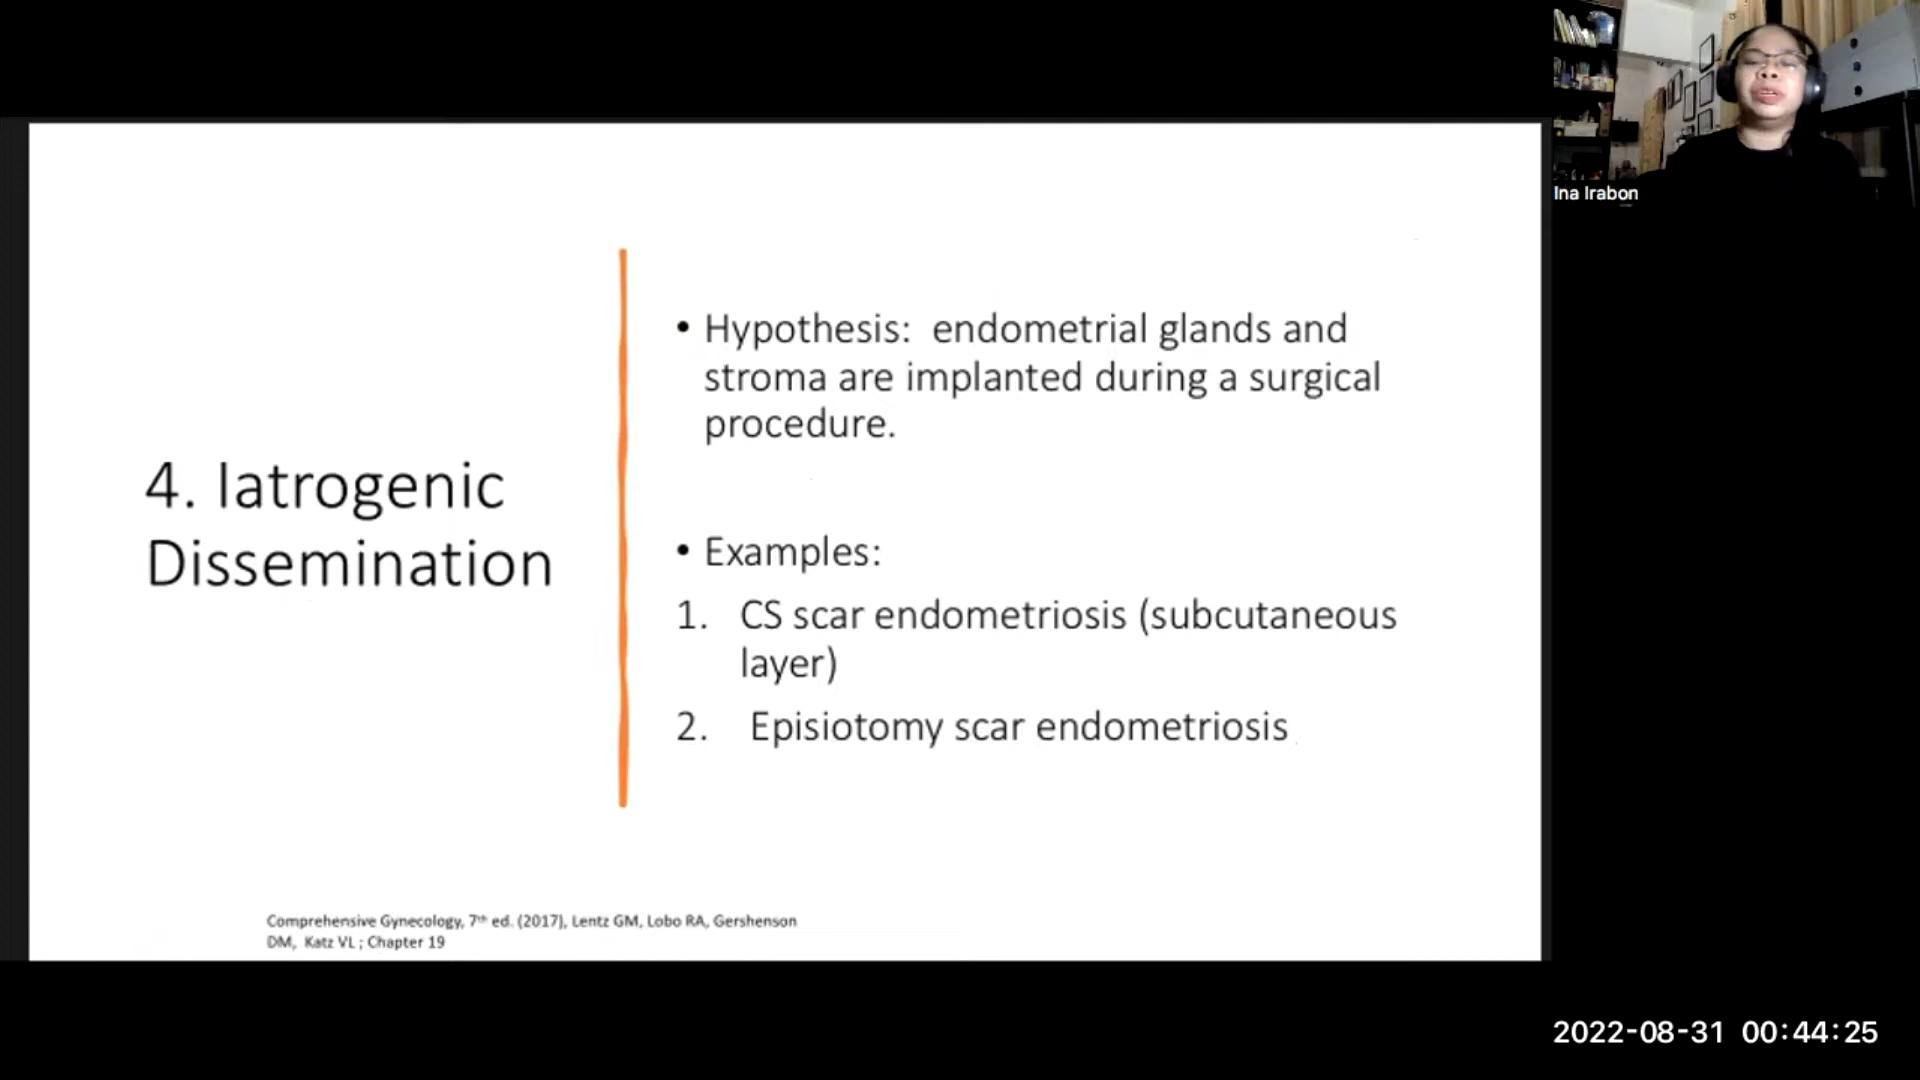 Ina Irabon
4. Iatrogenic
Dissemination
• Hypothesis:  endometrial glands and
stroma are implanted during a surgical
procedure.
• Examples:
1. CS scar endometriosis (subcutaneous
layer)
2. Episiotomy scar endometriosis
Comprehensive Gynecology, 7th ed. (2017), Lentz GM, Lobo RA, Gershenson
DM,  Katz VL ; Chapter 19
2022-08-31 00:44:25